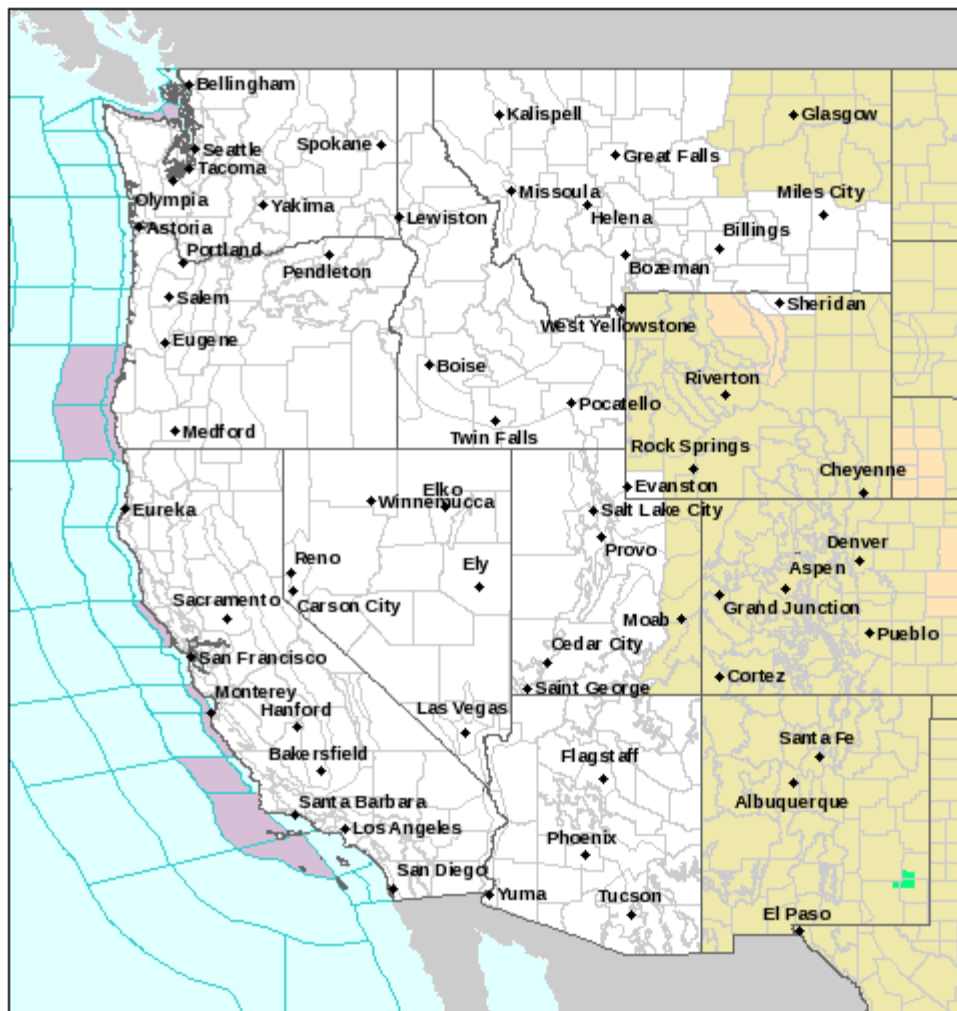 Bellingham
Kalispell
Glasgow
Seattle
Spokane
Great Falls
Tacoma
Missoula
Miles City
Olympia
Yakima
Lewiston
Helena
Astoria
Billings
Portland
Pendleton
Bozeman
Salem
Sheridan
West Yellowstone
Eugene
Boise
Riverton
Pocatello
Medford
Twin Falls
Rock Springs
Cheyenne
Evanston
Elko
Winnemucca
Eureka
Salt Lake City
Provo
Denver
Reno
Ely
Aspen
Sacramento
Carson City
Grand Junction
Moab
Pueblo
Cedar City
San Francisco
Cortez
Saint George
Monterey
Hanford
Las Vegas
Santa Fe
Bakersfield
Flagstaff
Albuquerque
Santa Barbara
Los Angeles
Phoenix
San Diego
Yuma
Tucson
El Paso